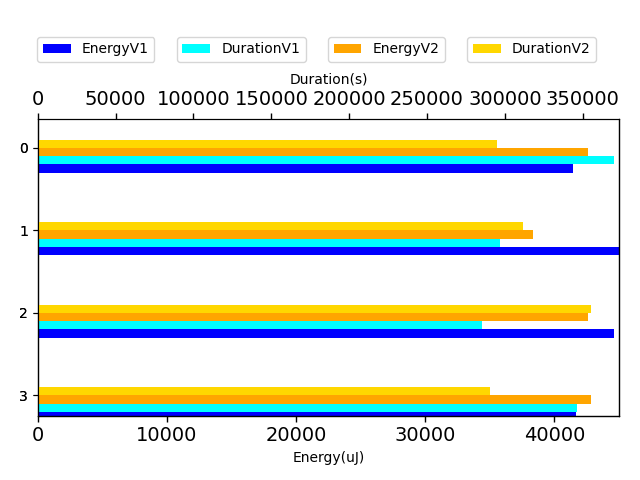 EnergyV1 DurationV1 EnergyV2 DurationV2
Duration(s)
0 50000 100000 150000 200000 250000 300000 350000
0
1
2
3
0 10000 20000 30000 40000
Energy(uJ)